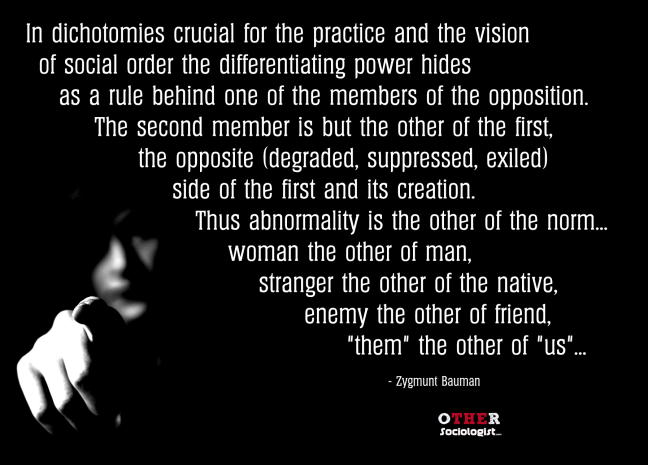 In dichotomies crucial for the practice and the vision
of social order the differentiating power hides
as a rule behind one of the members of the opposition.
The second member is but the other of the first,
the opposite (degraded, suppressed, exiled)
side of the first and its creation.
Thus abnormality is the other of the norm...
woman the other of man,
stranger the other of the native,
enemy the other of friend,
"them" the other of "us"...
- Zygmunt Bauman
OTHER
Sociologist...